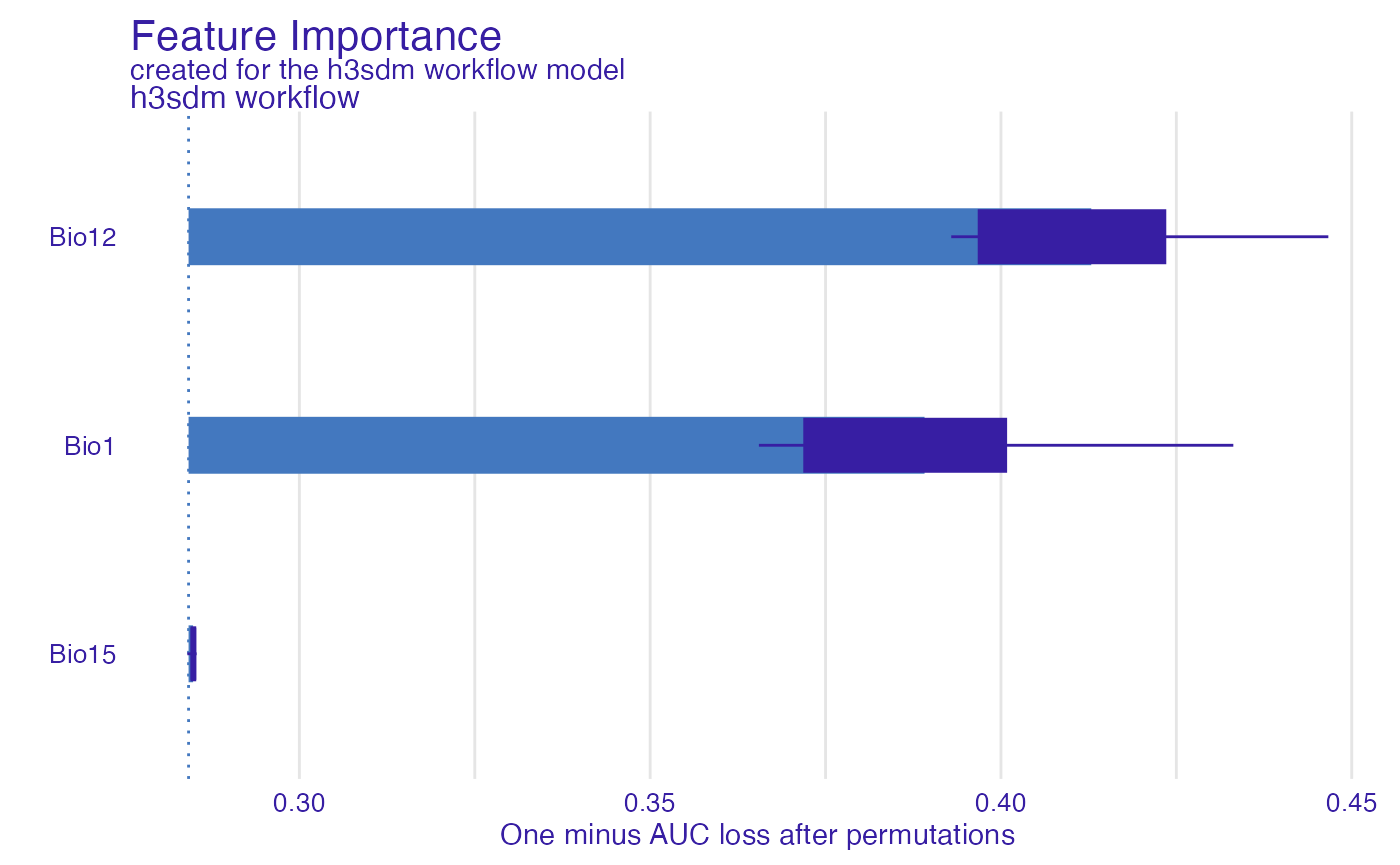 Feature Importance
created for the h3sdm workflow model
h3sdm workflow
Bio12
Bio1
Bio15
0.30 0.35 0.40 0.45
One minus AUC loss after permutations